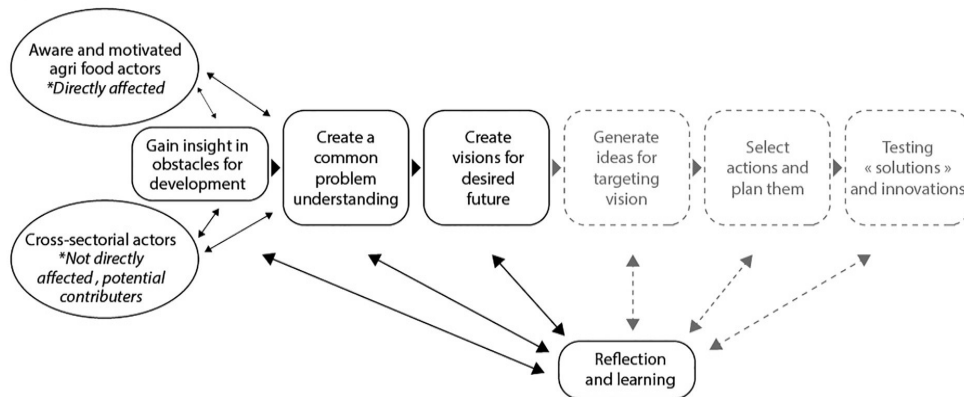 Aware and motivated
agri food actors
*Directly affected
Gain insight in
obstacles for
development
Cross-sectorial actors
*Not directly
affected , potential
contributers
Create a
common
problem
understanding
Create
visions for
desired
future
Generate
ideas for
targeting
vision
Select
actions and
plan them
Testing
« solutions »
and innovations
Reflection
and learning